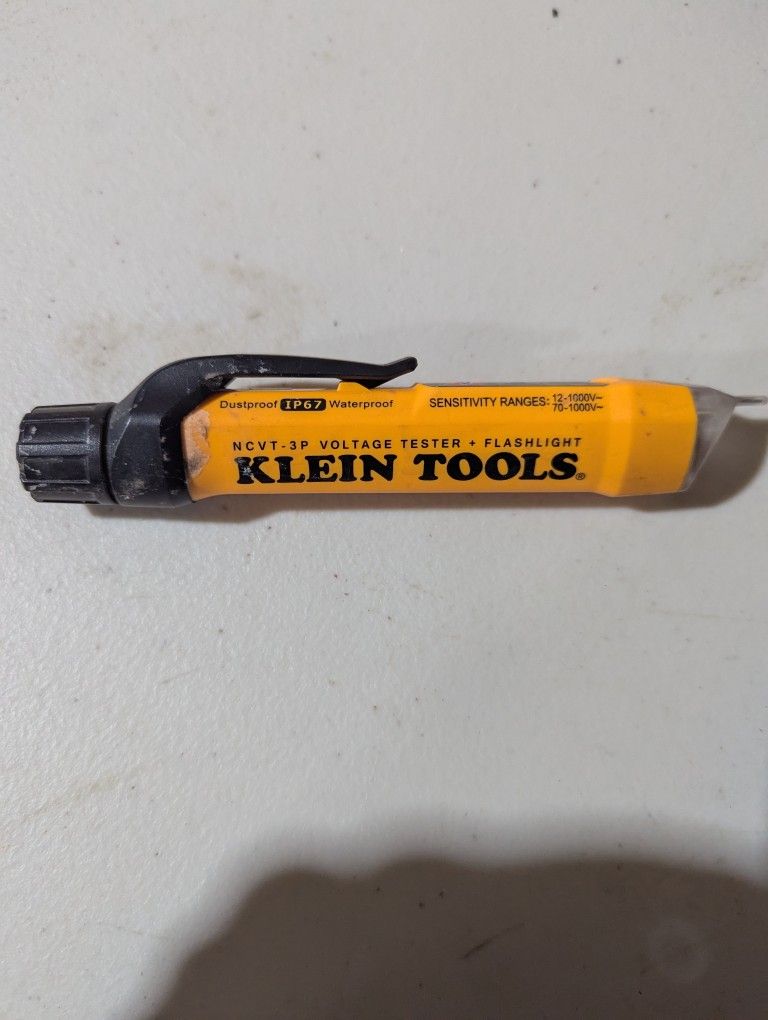 Dustproof IP67 Waterproof
SENSITIVITY RANGES: 12-1000V~
70-1000V~
NCVT-3P VOLTAGE TESTER + FLASHLIGHT
KLEIN TOOLS®